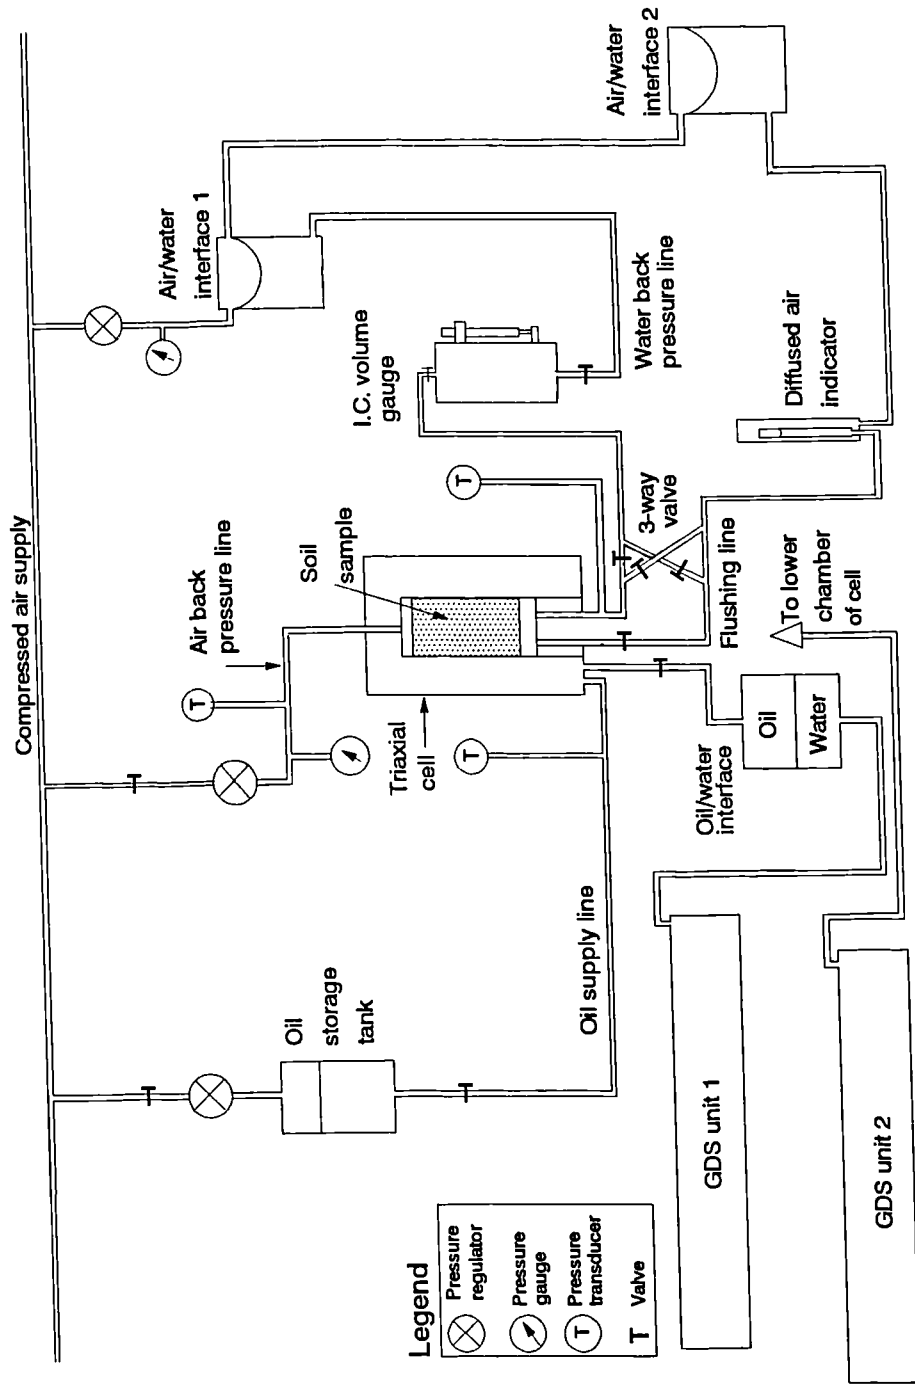 Compressed air supply
Air/water
interface 2
Air/water
interface 1
Air back
pressure line
I.C. volume
gauge
Soil
sample
T
T
T
Water back
pressure line
Triaxial
cell
3-way
valve
Diffused air
indicator
Flushing line
To lower
chamber
of cell
Oil
Water
Oil/water
interface
Oil
storage
tank
Oil supply line
GDS unit 1
GDS unit 2
Legend
Pressure
regulator
Pressure
gauge
T Pressure
transducer
Valve